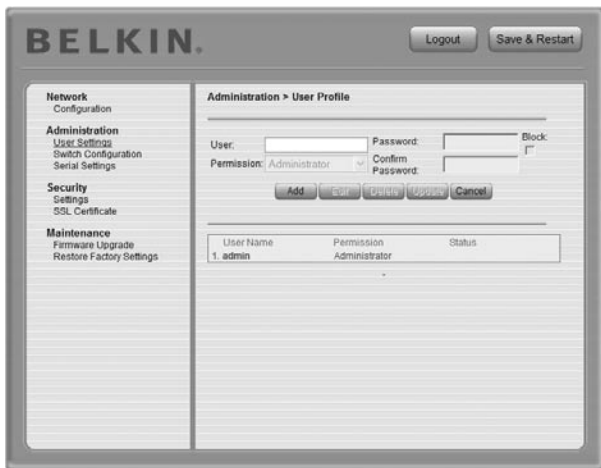 BELKIN.
Logout
Save & Restart
Network
Configuration
Administration
User Settings
Switch Configuration
Serial Settings
Security
Settings
SSL Certificate
Maintenance
Firmware Upgrade
Restore Factory Settings
Administration > User Profile
User:
Password:
Block:
Permission:
Administrator
Confirm
Password:
Add
Edit
Delete
Update
Cancel
User Name Permission Status
1. admin Administrator
-